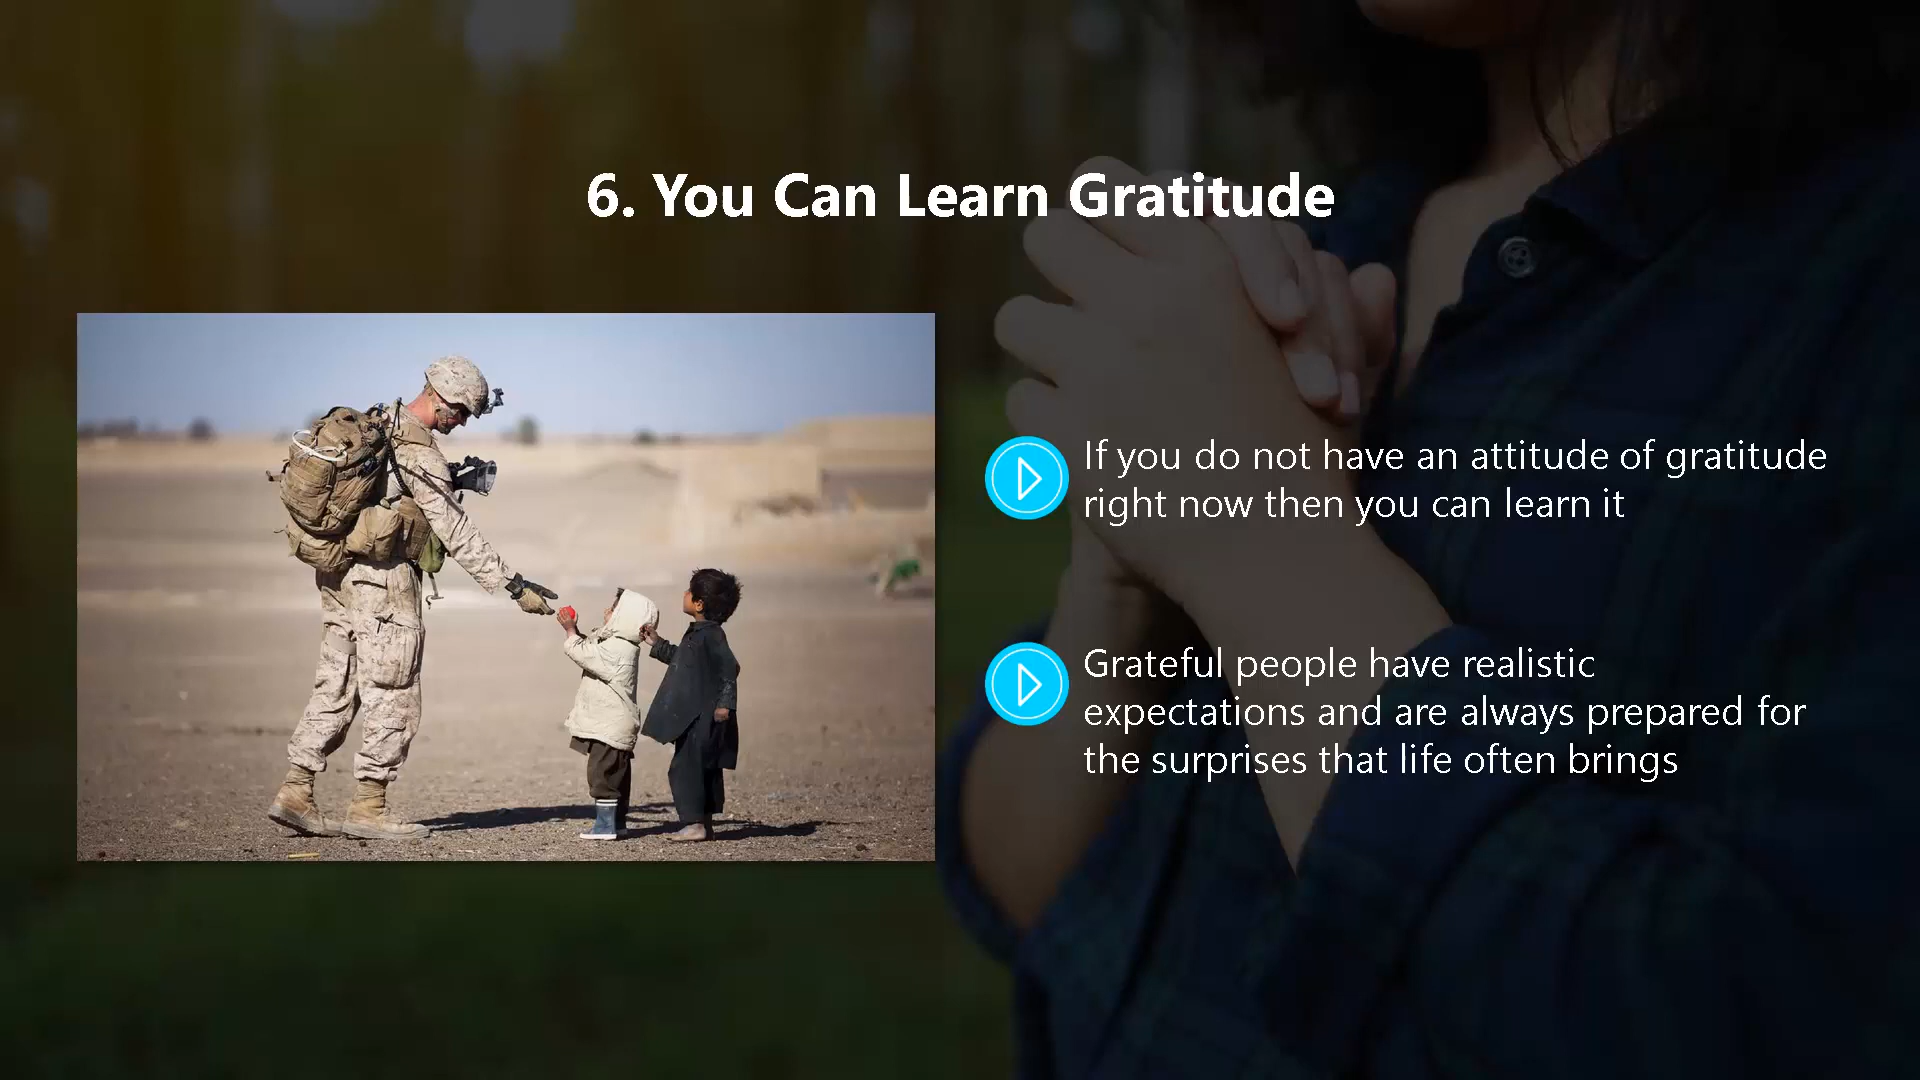 6. You Can Learn Gratitude
If you do not have an attitude of gratitude
right now then you can learn it
Grateful people have realistic
expectations and are always prepared for
the surprises that life often brings